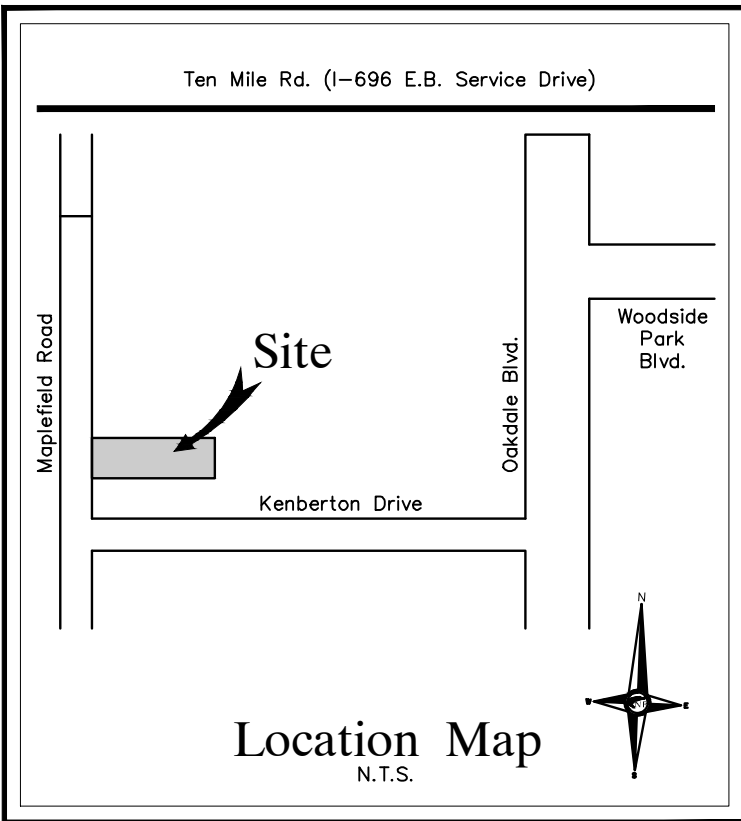 Ten Mile Rd. (I-696 E.B. Service Drive)
Maplefield Road
Site
Oakdale Blvd.
Woodside
Park
Blvd.
Kenberton Drive
N
W
E
S
Location Map
N.T.S.